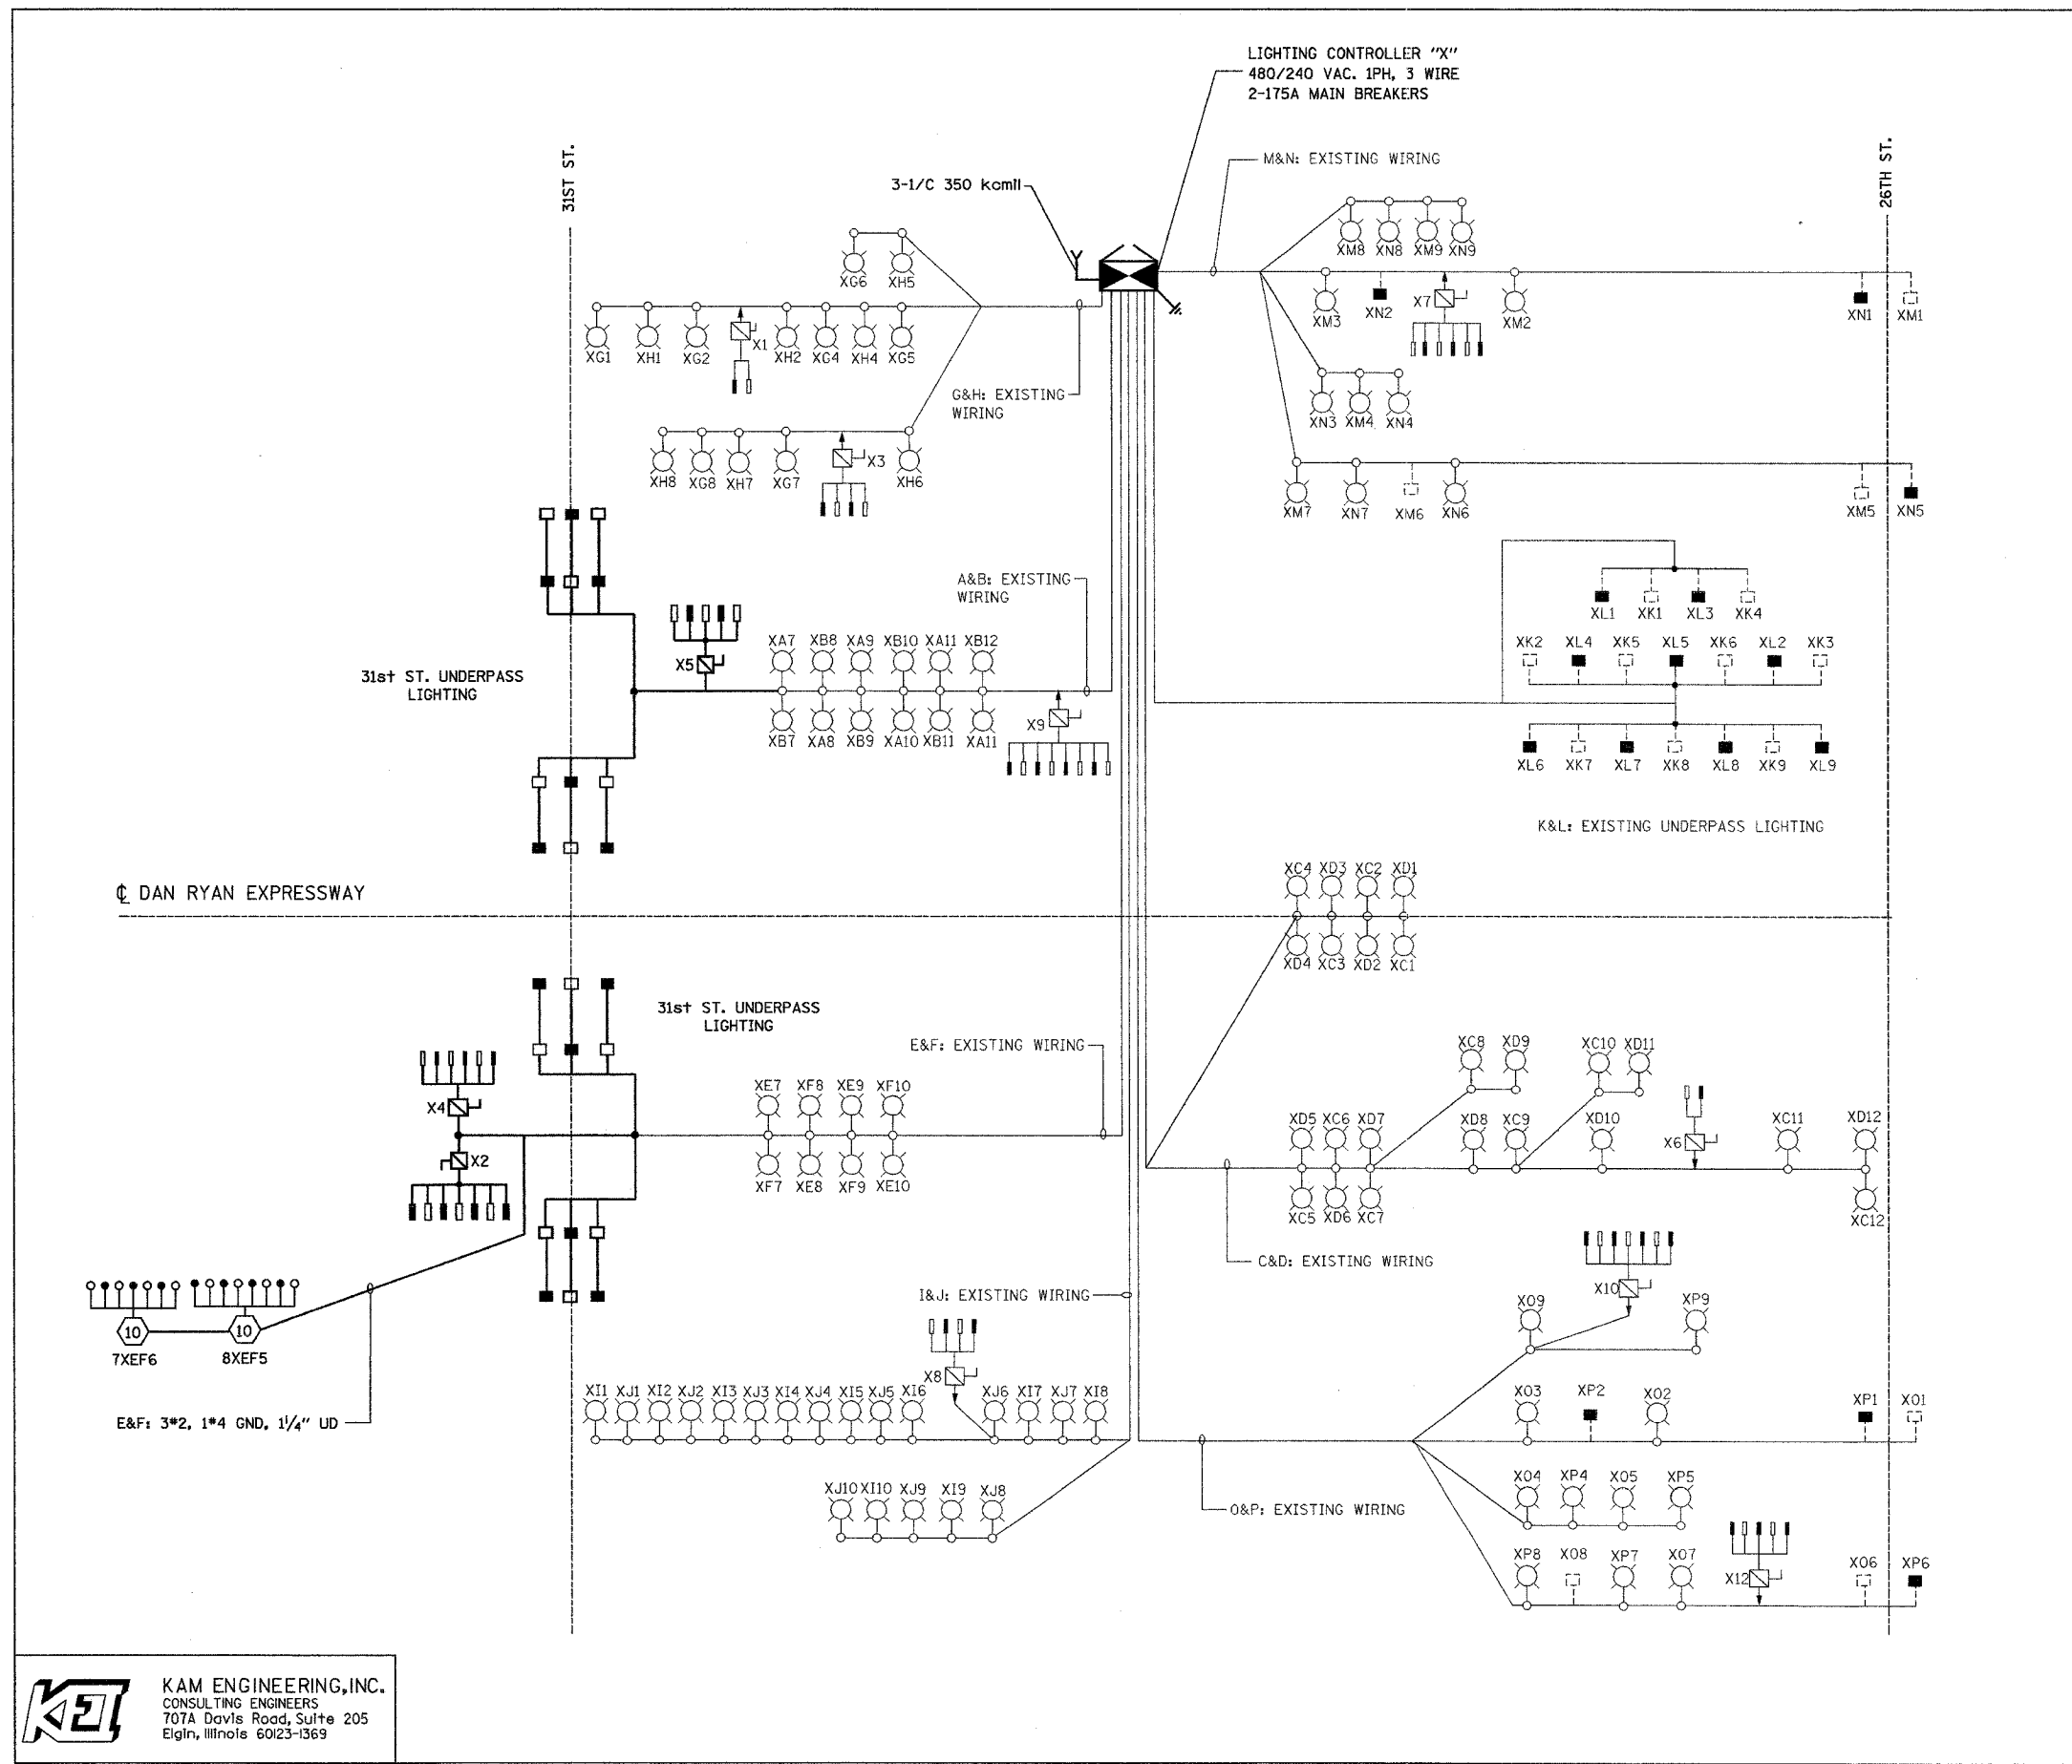 LIGHTING CONTROLLER "X"
480/240 VAC. 1PH, 3 WIRE
2-175A MAIN BREAKERS
31ST ST.
26TH ST.
M&N: EXISTING WIRING
3-1/C 350 kcmil
XM8 XN8 XM9 XN9
XG6 XH5
XM3 XN2 X7 XM2 XN1 XM1
XG1 XH1 XG2 X1 XH2 XG4 XH4 XG5
G&H: EXISTING
WIRING
XN3 XM4 XN4
XH8 XG8 XH7 XG7 X3 XH6
XM7 XN7 XM6 XN6 XM5 XN5
A&B: EXISTING
WIRING
XL1 XK1 XL3 XK4
XK2 XL4 XK5 XL5 XK6 XL2 XK3
X5 XA7 XB8 XA9 XB10 XA11 XB12
31st ST. UNDERPASS
LIGHTING
XB7 XA8 XB9 XA10 XB11 XA11
X9
XL6 XK7 XL7 XK8 XL8 XK9 XL9
K&L: EXISTING UNDERPASS LIGHTING
℄ DAN RYAN EXPRESSWAY
XC4 XD3 XC2 XD1
XD4 XC3 XD2 XC1
31st ST. UNDERPASS
LIGHTING
E&F: EXISTING WIRING
XC8 XD9 XC10 XD11
X4 XE7 XF8 XE9 XF10
X2
XF7 XE8 XF9 XE10
XD5 XC6 XD7 XD8 XC9 XD10 X6 XC11 XD12
XC5 XD6 XC7 XC12
C&D: EXISTING WIRING
I&J: EXISTING WIRING
X10
XO9 XP9
10 10
7XEF6 8XEF5
X8
E&F: 3#2, 1#4 GND, 1¼" UD
XI1 XJ1 XI2 XJ2 XI3 XJ3 XI4 XJ4 XI5 XJ5 XI6 XJ6 XI7 XJ7 XI8
XO3 XP2 XO2 XP1 XO1
XJ10 XI10 XJ9 XI9 XJ8
XO4 XP4 XO5 XP5
O&P: EXISTING WIRING
XP8 XO8 XP7 XO7 X12 XO6 XP6
KEI
KAM ENGINEERING,INC.
CONSULTING ENGINEERS
707A Davis Road, Suite 205
Elgin, Illinois 60123-1369